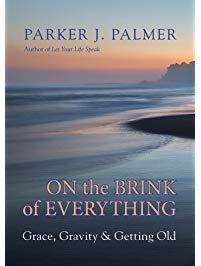 PARKER J. PALMER
Author of Let Your Life Speak
ON the BRINK
of EVERYTHING
Grace, Gravity & Getting Old